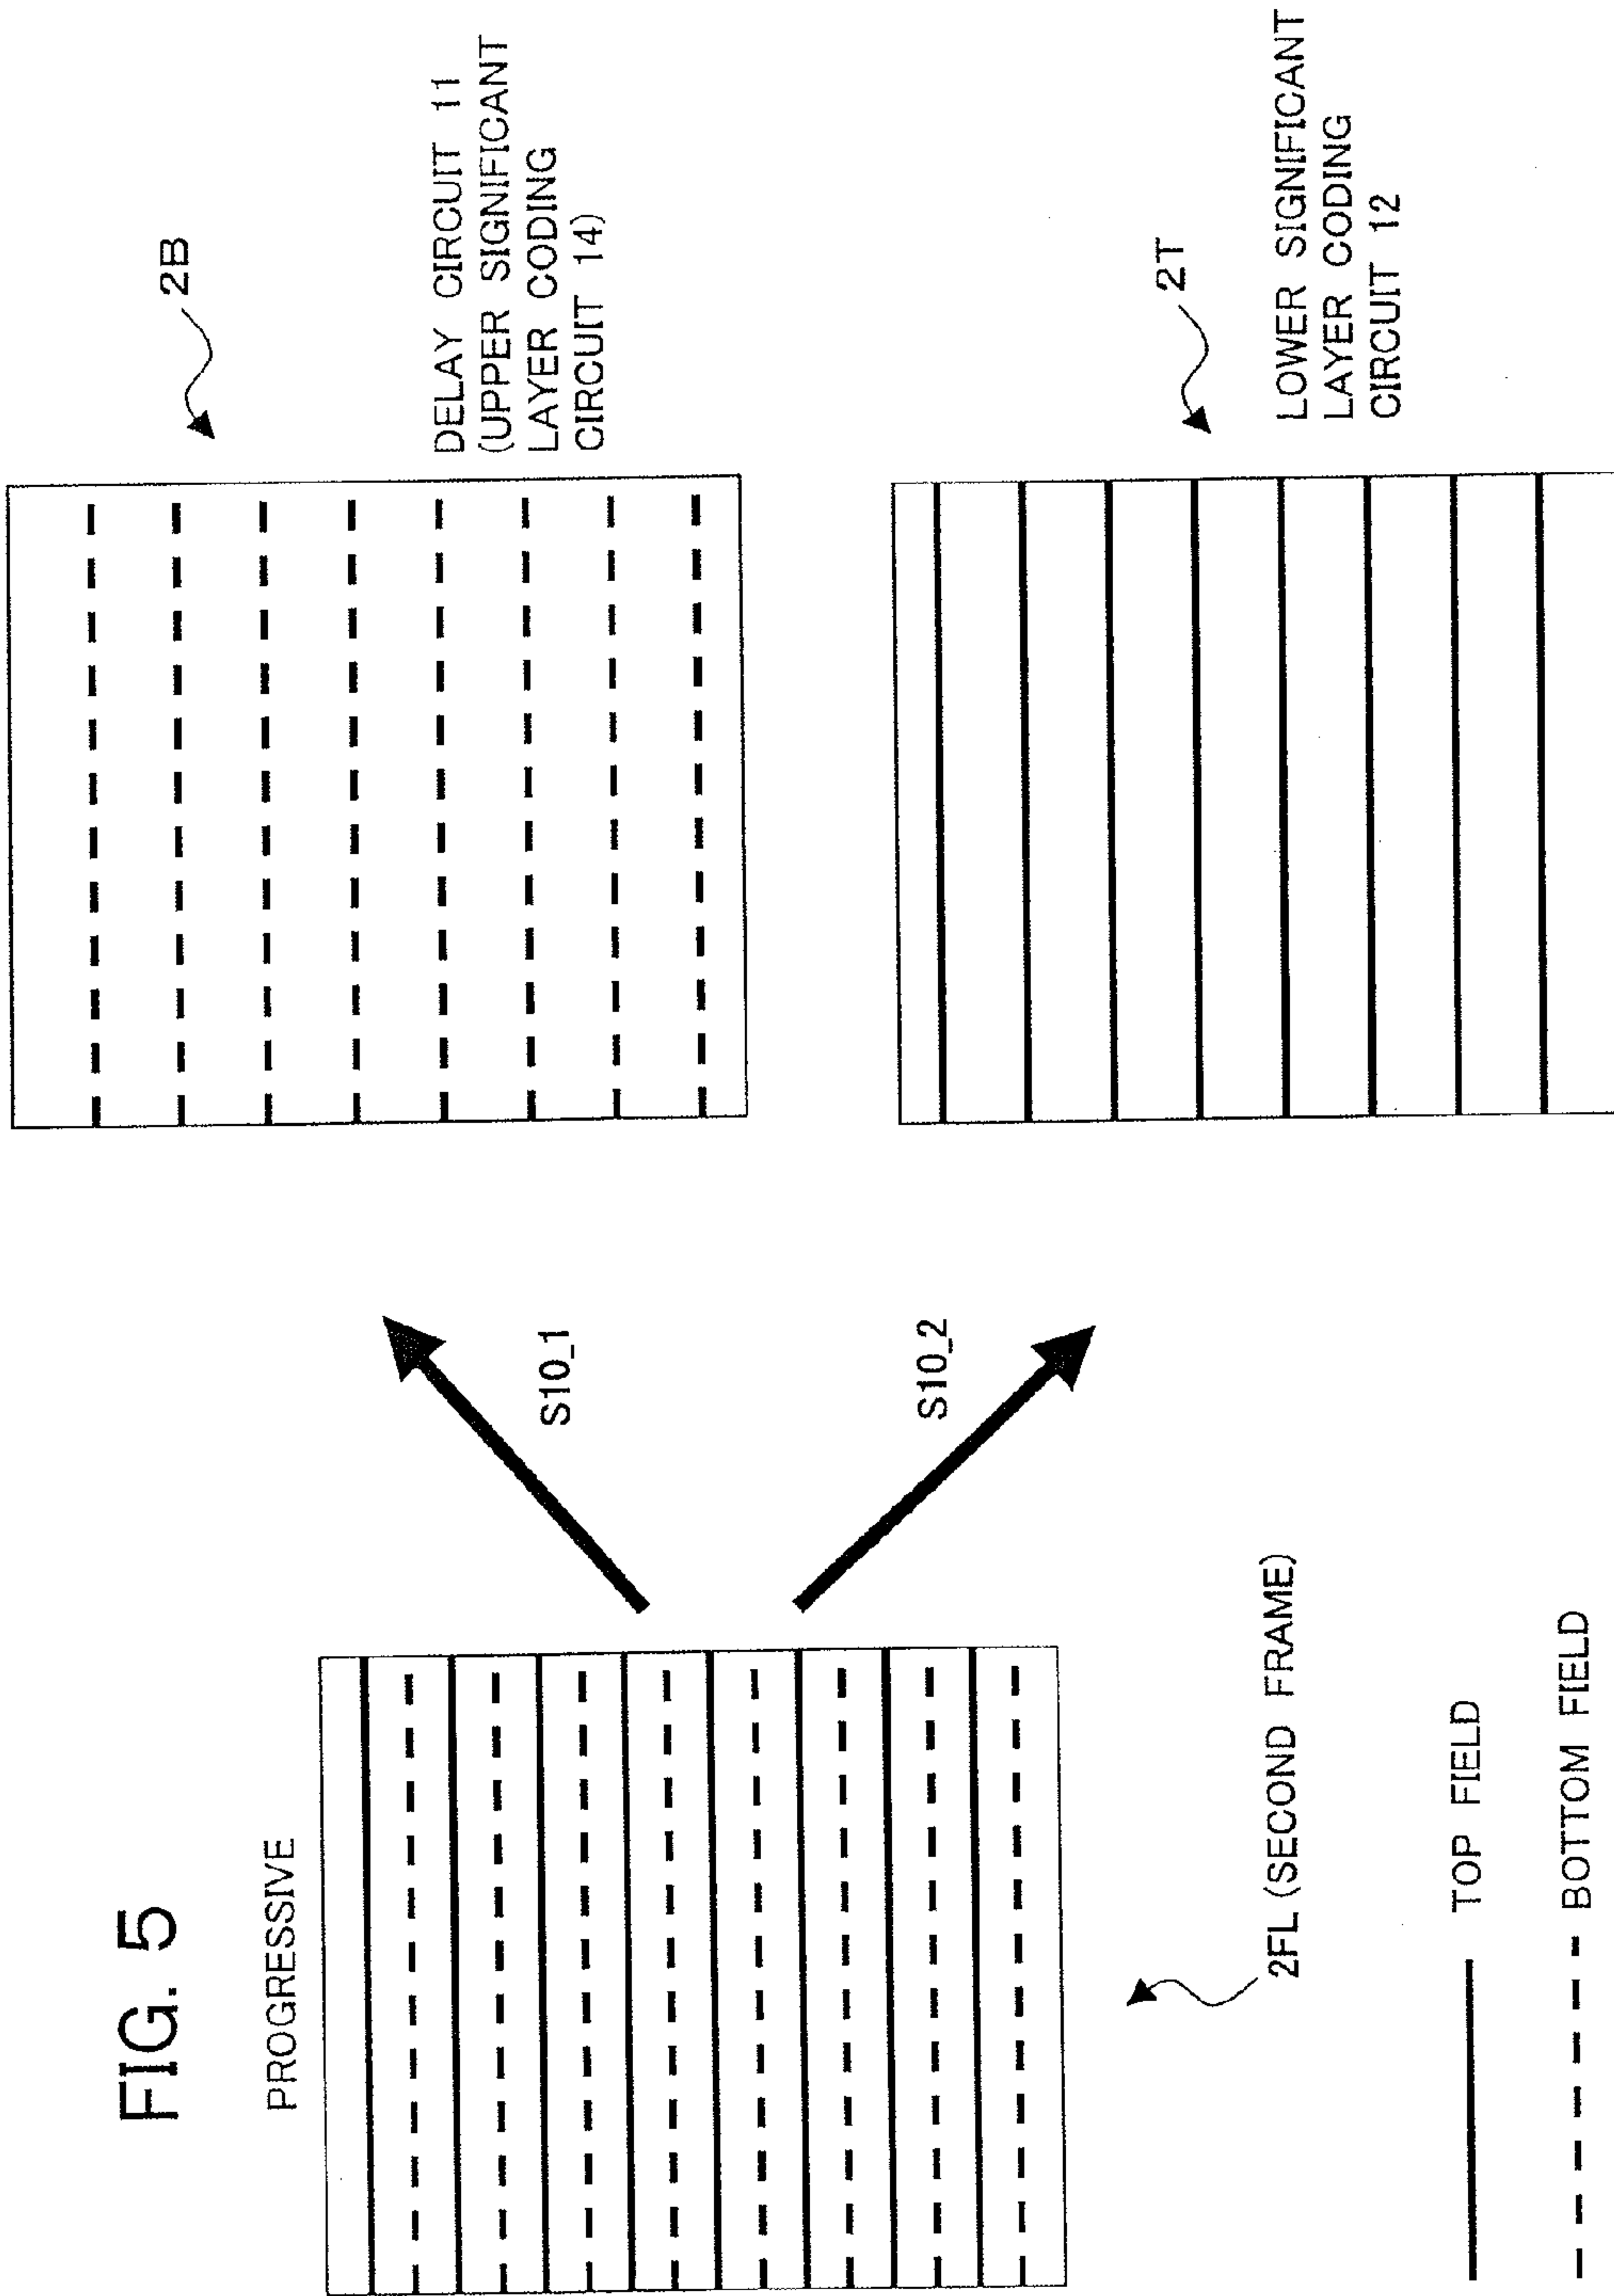 FIG. 5
PROGRESSIVE
2FL(SECOND FRAME)
TOP FIELD
BOTTOM FIELD
S10_1
S10_2
2B
DELAY CIRCUIT 11
(UPPER SIGNIFICANT
LAYER CODING
CIRCUIT 14)
2T
LOWER SIGNIFICANT
LAYER CODING
CIRCUIT 12